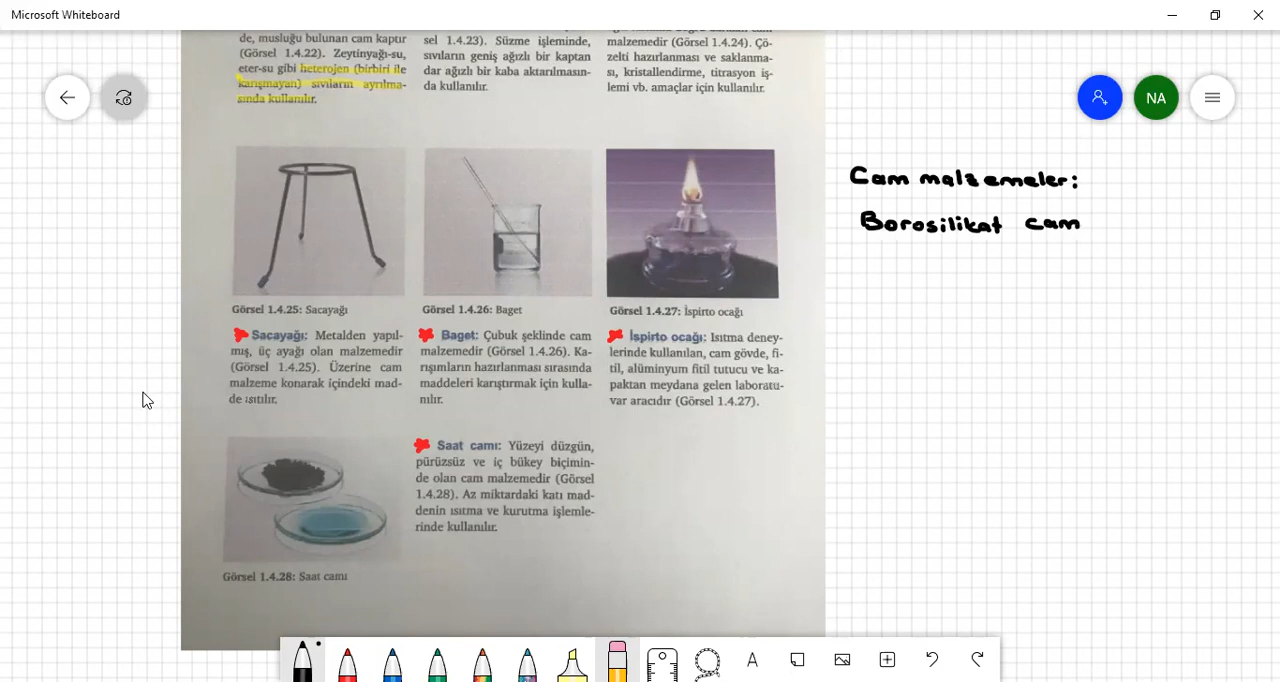 Microsoft Whiteboard
de, musluğu bulunan cam kaptır
(Görsel 1.4.22). Zeytinyağı-su,
eter-su gibi heterojen (birbiri ile
karışmayan) sıvıların ayrılma-
sında kullanılır.
sel 1.4.23). Süzme işleminde,
sıvıların geniş ağızlı bir kaptan
dar ağızlı bir kaba aktarılmasın-
da kullanılır.
malzemedir (Görsel 1.4.24). Çö-
zelti hazırlanması ve saklanma-
sı, kristallendirme, titrasyon iş-
lemi vb. amaçlar için kullanılır.
NA
Cam malzemeler:
Borosilikat cam
Görsel 1.4.25: Sacayağı
Sacayağı: Metalden yapıl-
mış, üç ayağı olan malzemedir
(Görsel 1.4.25). Üzerine cam
malzeme konarak içindeki mad-
de ısıtılır.
Görsel 1.4.26: Baget
Baget: Çubuk şeklinde cam
malzemedir (Görsel 1.4.26). Ka-
rışımların hazırlanması sırasında
maddeleri karıştırmak için kulla-
nılır.
Görsel 1.4.27: İspirto ocağı
İspirto ocağı: Isıtma deney-
lerinde kullanılan, cam gövde, fi-
til, alüminyum fitil tutucu ve ka-
paktan meydana gelen laboratu-
var aracıdır (Görsel 1.4.27).
Görsel 1.4.28: Saat camı
Saat camı: Yüzeyi düzgün,
pürüzsüz ve iç bükey biçimin-
de olan cam malzemedir (Görsel
1.4.28). Az miktardaki katı mad-
denin ısıtma ve kurutma işlemle-
rinde kullanılır.
A